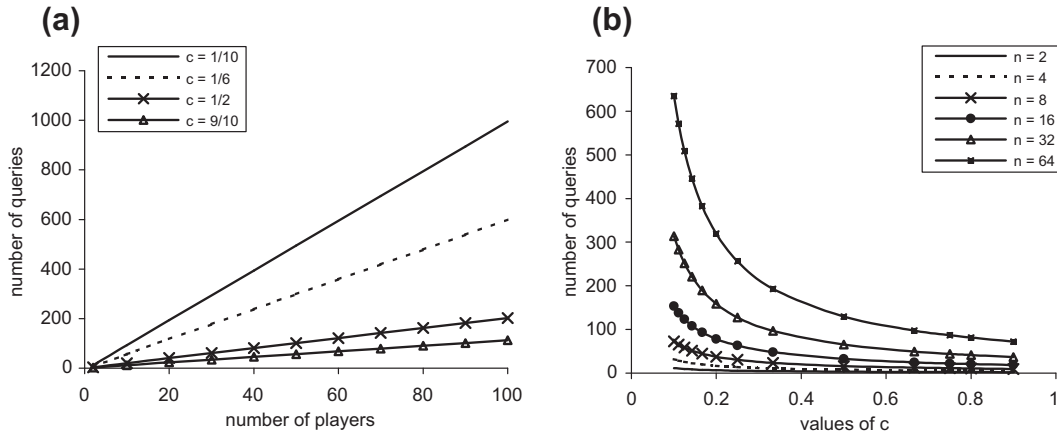 (a)
c = 1/10
c = 1/6
c = 1/2
c = 9/10
1200
1000
800
600
400
200
0
0 20 40 60 80 100
number of players
number of queries
(b)
n = 2
n = 4
n = 8
n = 16
n = 32
n = 64
700
600
500
400
300
200
100
0
0 0.2 0.4 0.6 0.8 1
values of c
number of queries